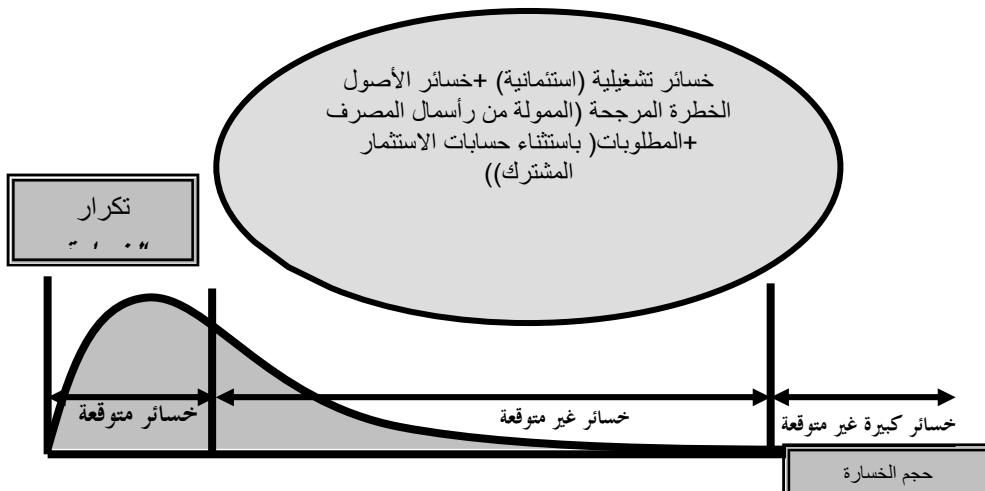 خسائر تشغيلية (استئمانية) +خسائر الأصول
الخطرة المرجحة (الممولة من رأسمال المصرف
+المطلوبات( باستثناء حسابات الاستثمار
المشترك))
تكرار
خسائر متوقعة
خسائر غير متوقعة
خسائر كبيرة غير متوقعة
حجم الخسارة